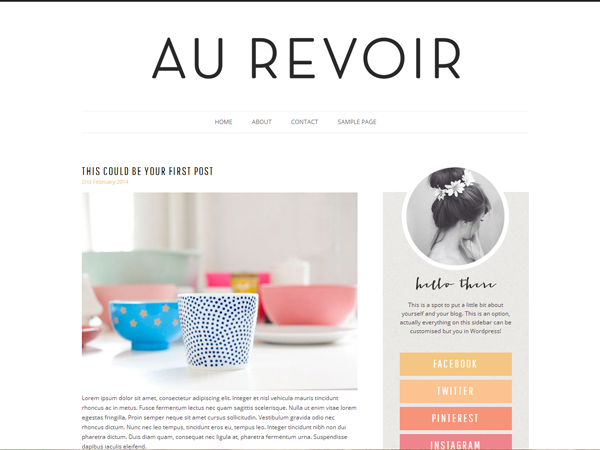 AU REVOIR
HOME ABOUT CONTACT SAMPLE PAGE
THIS COULD BE YOUR FIRST POST
2nd February 2014
Lorem ipsum dolor sit amet, consectetur adipiscing elit. Integer et nisl vehicula mauris tincidunt
rhoncus ac in metus. Fusce fermentum lectus nec quam sagittis scelerisque. Nulla ut enim vitae lorem
egestas fringilla. Proin semper neque sit amet cursus sollicitudin. Vestibulum gravida odio nec
rhoncus dictum. Nunc nec leo tempus, tincidunt eros eu, tempus leo. Integer tincidunt nibh non dui
pharetra dictum. Duis diam quam, consequat nec ligula at, pharetra fermentum urna. Suspendisse
dapibus iaculis eleifend.
hello there
This is a spot to put a little bit about
yourself and your blog. This is an option,
actually everything on this sidebar can be
customised but you in Wordpress!
FACEBOOK
TWITTER
PINTEREST
INSTAGRAM